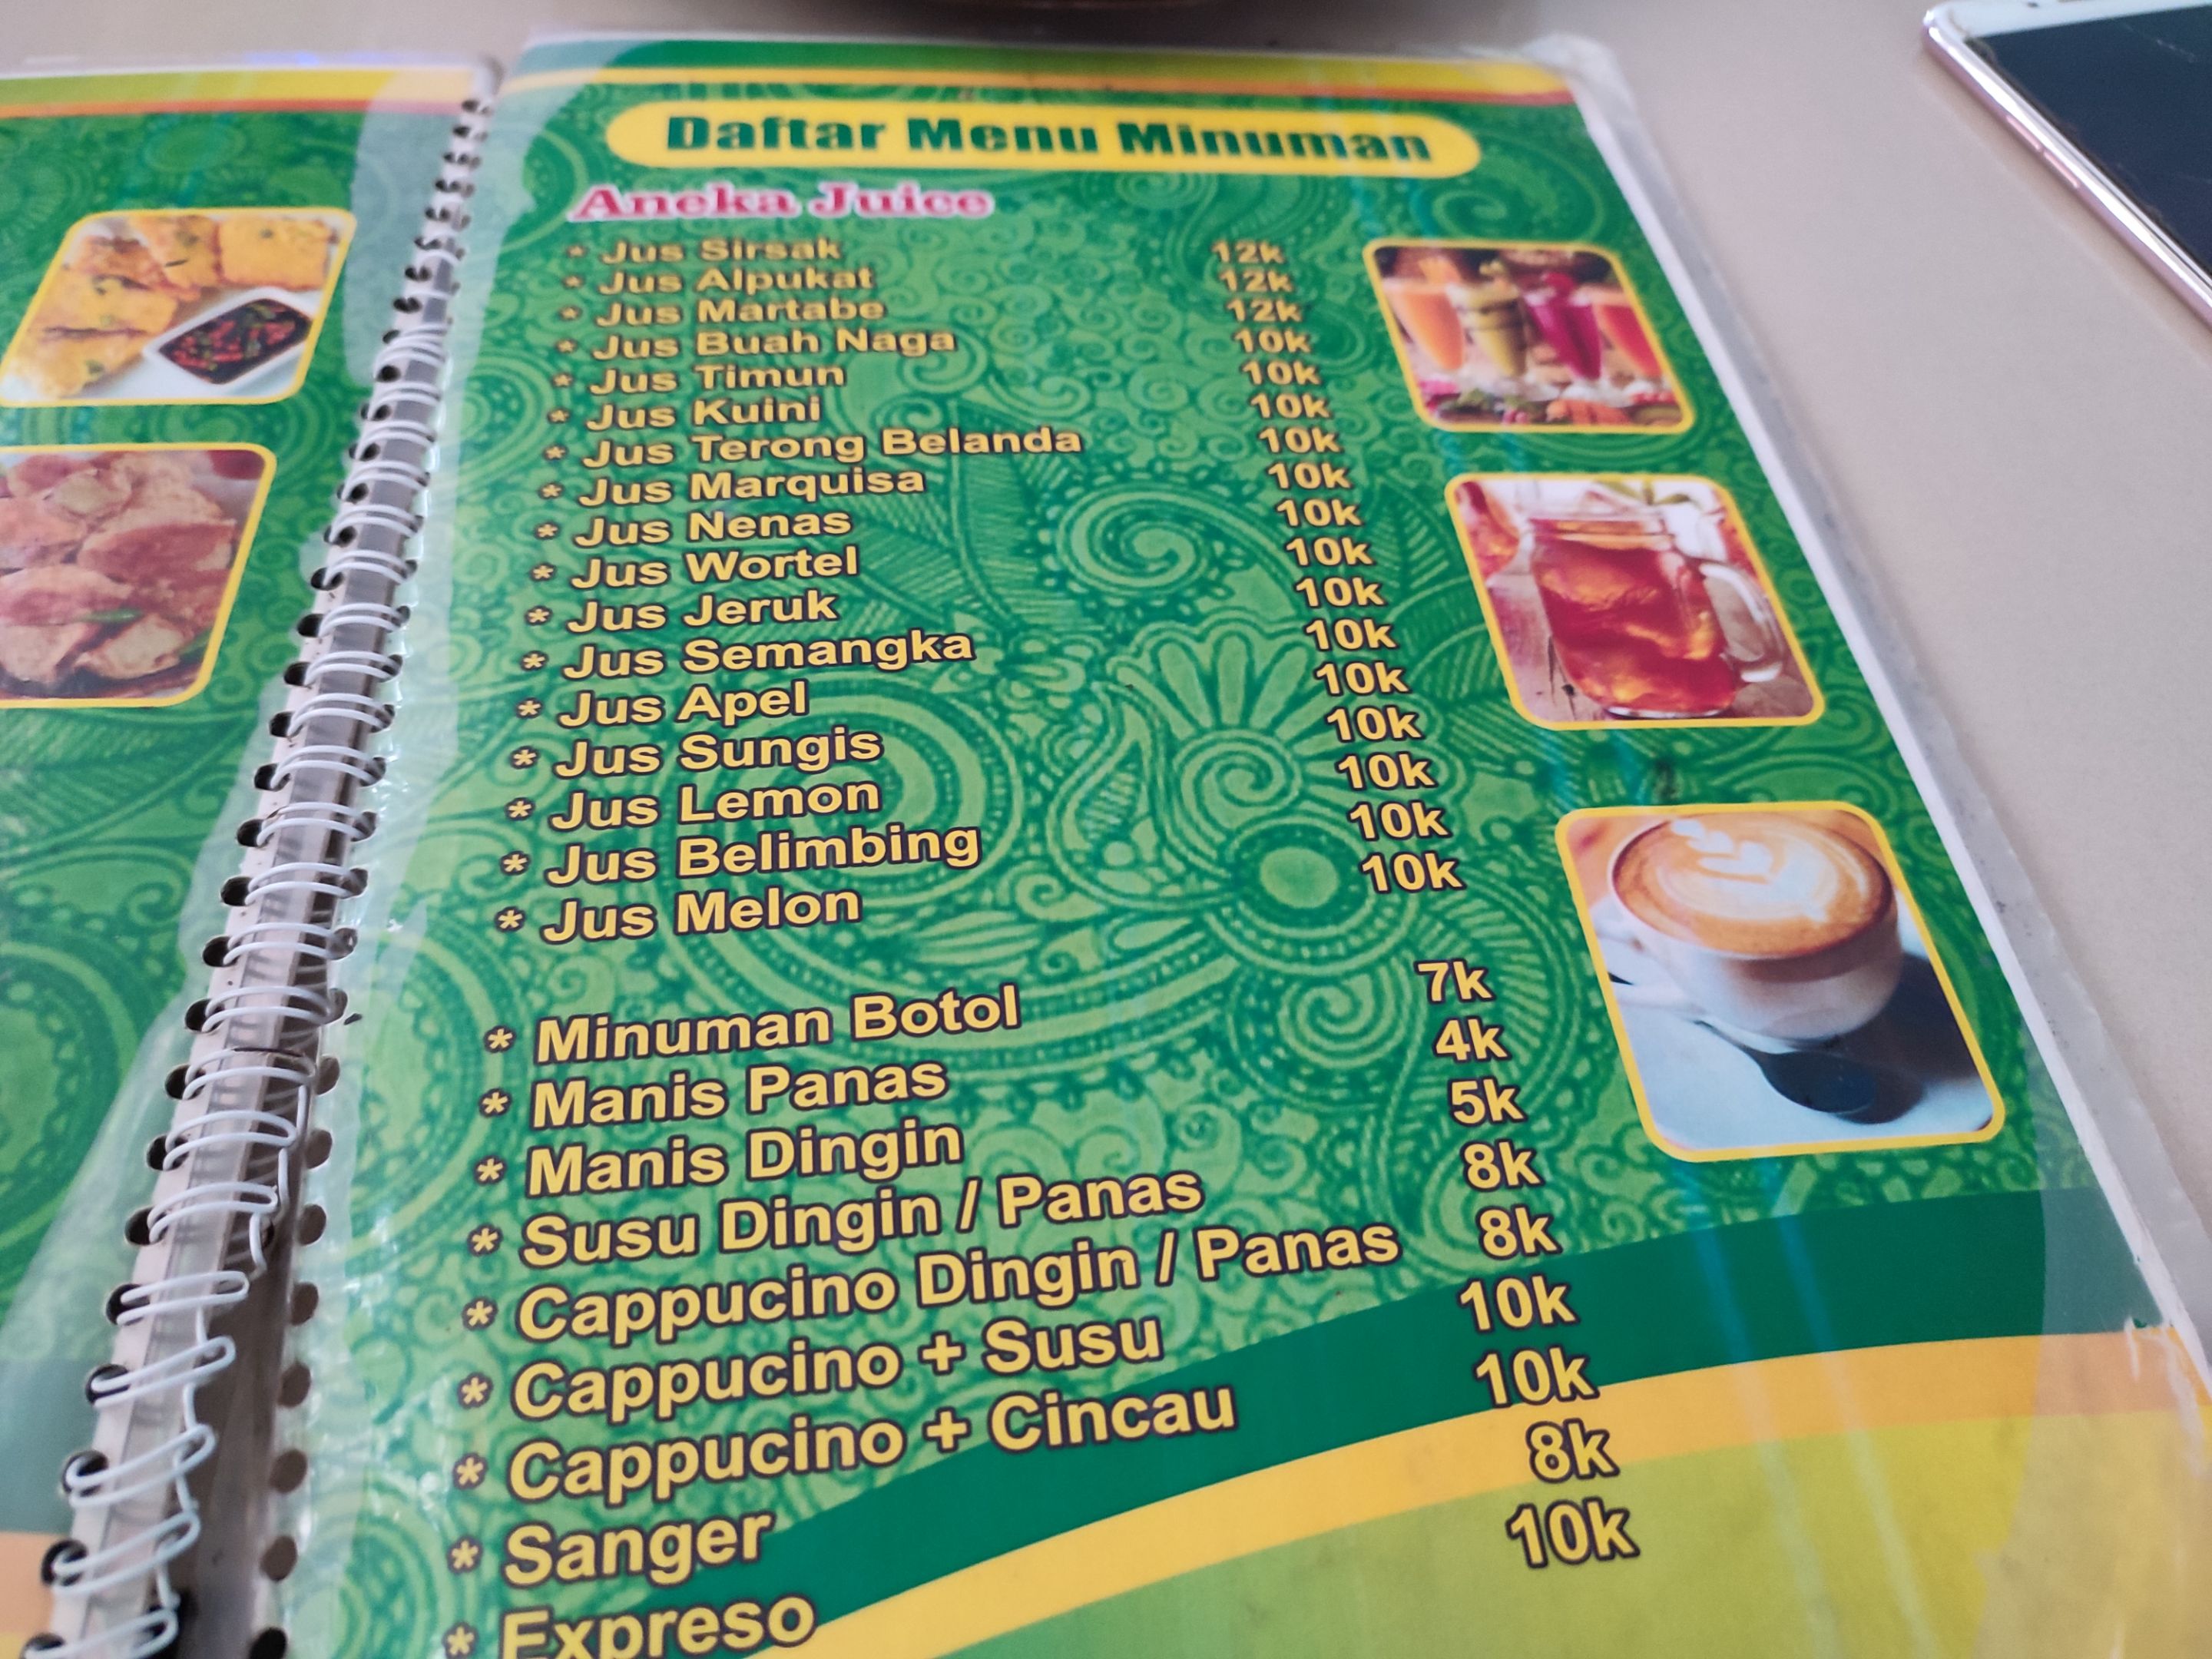 Daftar Menu Minuman
Aneka Juice
* Jus Sirsak 12k
* Jus Alpukat 12k
* Jus Martabe 12k
* Jus Buah Naga 10k
* Jus Timun 10k
* Jus Kuini 10k
* Jus Terong Belanda 10k
* Jus Marquisa 10k
* Jus Nenas 10k
* Jus Wortel 10k
* Jus Jeruk 10k
* Jus Semangka 10k
* Jus Apel 10k
* Jus Sungis 10k
* Jus Lemon 10k
* Jus Belimbing 10k
* Jus Melon 10k
* Minuman Botol 7k
* Manis Panas 4k
* Manis Dingin 5k
* Susu Dingin / Panas 8k
* Cappucino Dingin / Panas 8k
* Cappucino + Susu 10k
* Cappucino + Cincau 10k
* Sanger 8k
* Expreso 10k